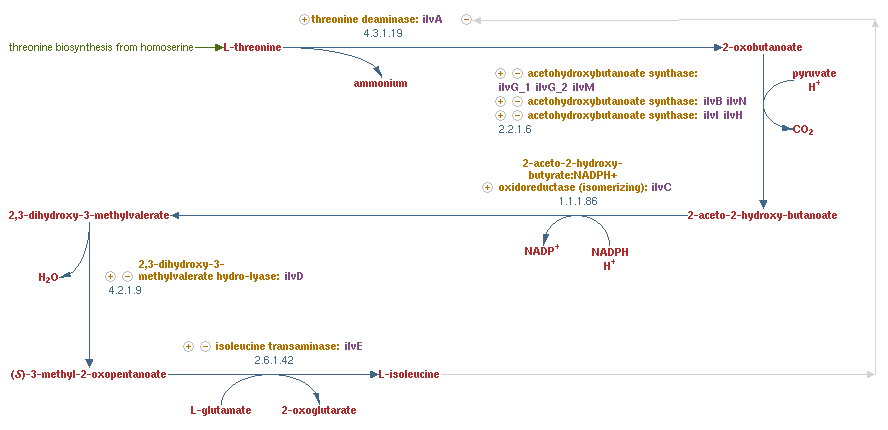 threonine deaminase: ilvA
4.3.1.19
threonine biosynthesis from homoserine
L-threonine
2-oxobutanoate
ammonium
acetohydroxybutanoate synthase:
ilvG_1 ilvG_2 ilvM
acetohydroxybutanoate synthase: ilvB ilvN
acetohydroxybutanoate synthase: ilvI ilvH
2.2.1.6
pyruvate
H+
CO2
2-aceto-2-hydroxy-
butyrate:NADPH+
oxidoreductase (isomerizing): ilvC
1.1.1.86
2,3-dihydroxy-3-methylvalerate
2-aceto-2-hydroxy-butanoate
NADP+
NADPH
H+
H2O
2,3-dihydroxy-3-
methylvalerate hydro-lyase: ilvD
4.2.1.9
isoleucine transaminase: ilvE
2.6.1.42
(S)-3-methyl-2-oxopentanoate
L-isoleucine
L-glutamate
2-oxoglutarate